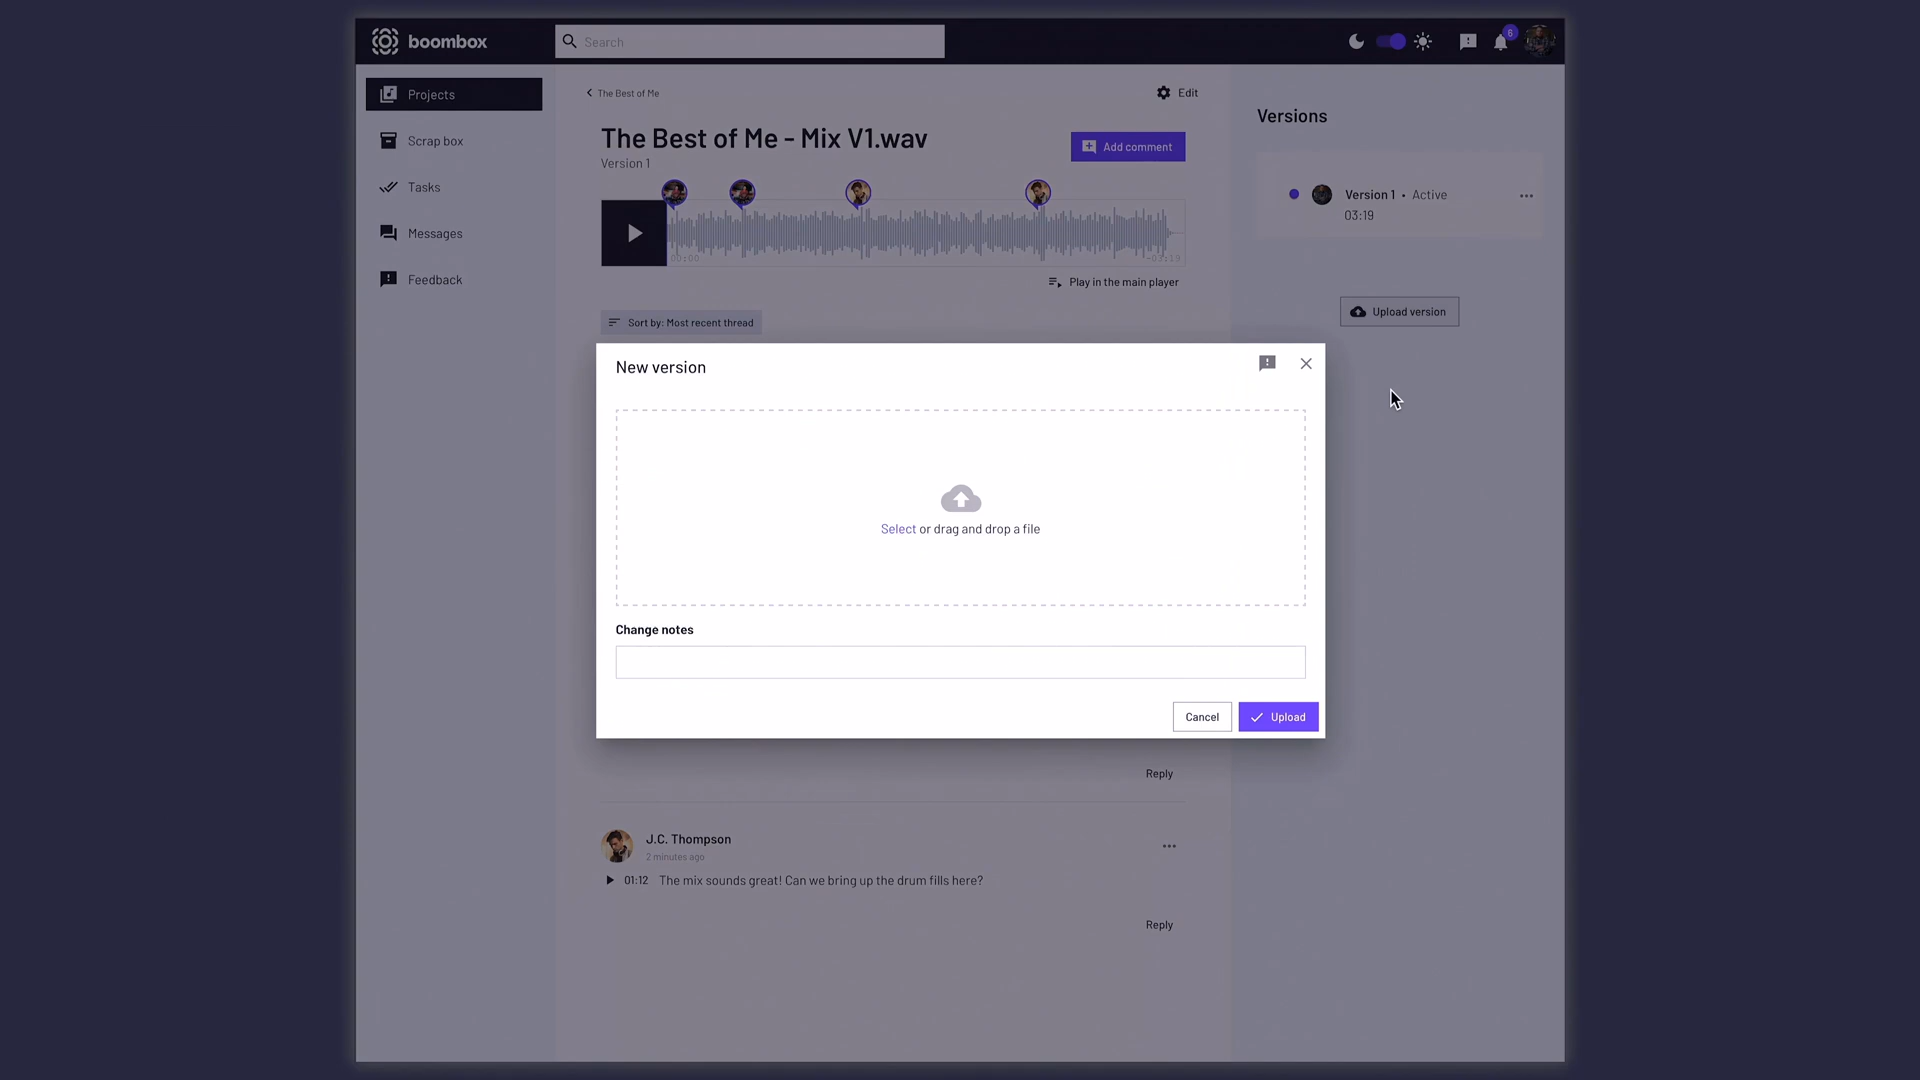 boombox
Search
6
Projects
Scrap box
Tasks
Messages
Feedback
The Best of Me
Edit
The Best of Me - Mix V1.wav
Version 1
Add comment
00:00
-03:19
Play in the main player
Sort by: Most recent thread
Versions
Version 1 • Active
03:19
Upload version
New version
Select or drag and drop a file
Change notes
Cancel
Upload
Reply
J.C. Thompson
2 minutes ago
01:12 The mix sounds great! Can we bring up the drum fills here?
Reply